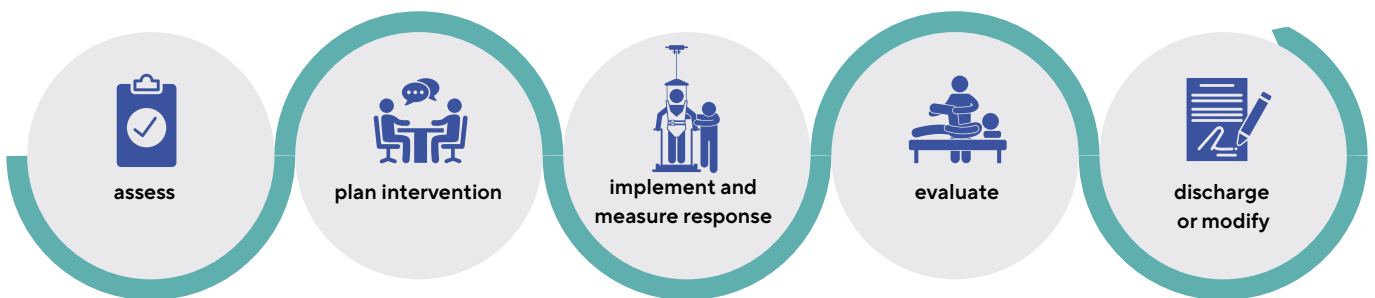 assess
plan intervention
implement and
measure response
evaluate
discharge
or modify